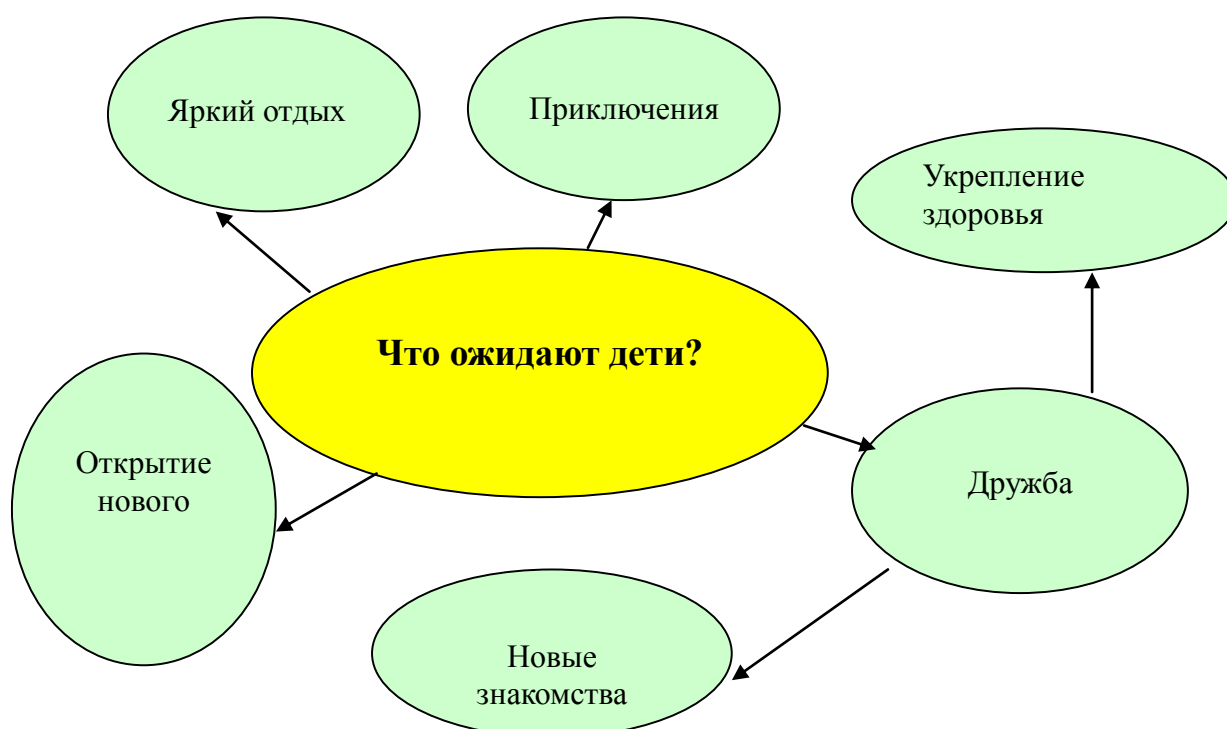 Яркий отдых
Приключения
Укрепление
здоровья
Что ожидают дети?
Открытие
нового
Дружба
Новые
знакомства